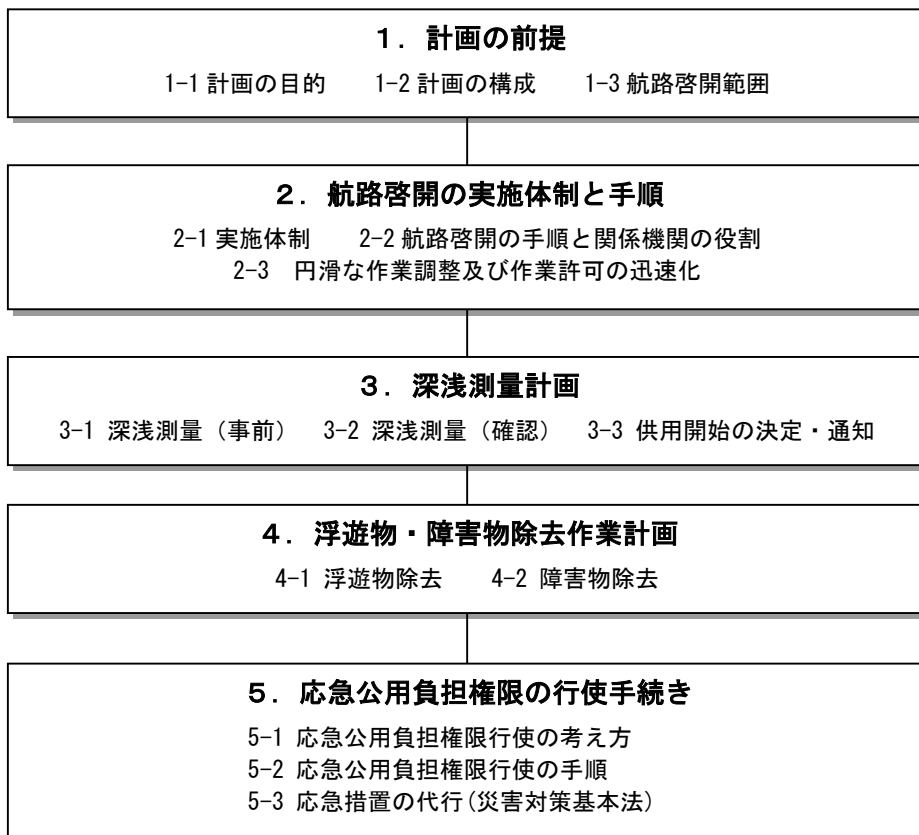 １．計画の前提
1-1 計画の目的　　1-2 計画の構成　　1-3 航路啓開範囲
２．航路啓開の実施体制と手順
2-1 実施体制　　2-2 航路啓開の手順と関係機関の役割
2-3　円滑な作業調整及び作業許可の迅速化
３．深浅測量計画
3-1 深浅測量（事前）　3-2 深浅測量（確認）　3-3 供用開始の決定・通知
４．浮遊物・障害物除去作業計画
4-1 浮遊物除去　　4-2 障害物除去
５．応急公用負担権限の行使手続き
5-1 応急公用負担権限行使の考え方
5-2 応急公用負担権限行使の手順
5-3 応急措置の代行(災害対策基本法)